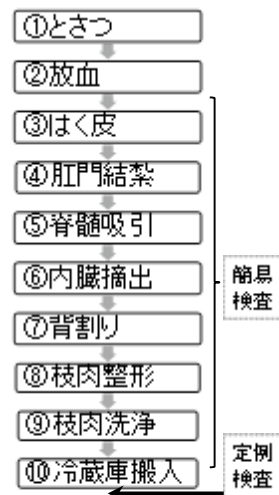 ①とさつ
②放血
③はく皮
④肛門結紮
⑤脊髄吸引
⑥内臓摘出
⑦背割り
⑧枝肉整形
⑨枝肉洗浄
⑩冷蔵庫搬入
簡易
検査
定例
検査